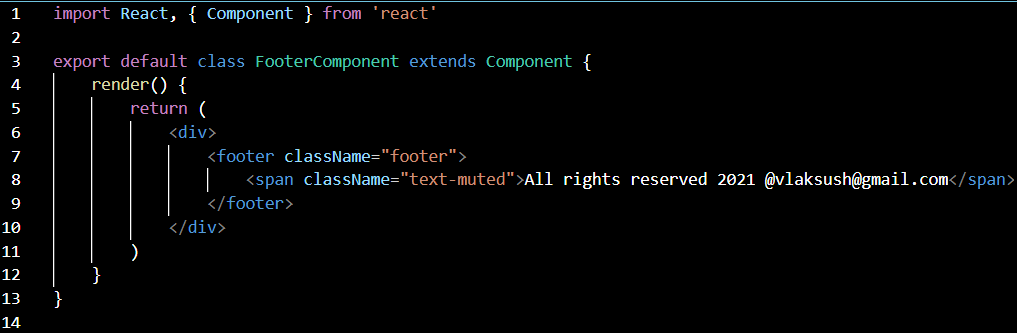 1 import React, { Component } from 'react'
2
3 export default class FooterComponent extends Component {
4     render() {
5         return (
6             <div>
7                 <footer className="footer">
8                     <span className="text-muted">All rights reserved 2021 @vlaksush@gmail.com</span>
9                 </footer>
10             </div>
11         )
12     }
13 }
14